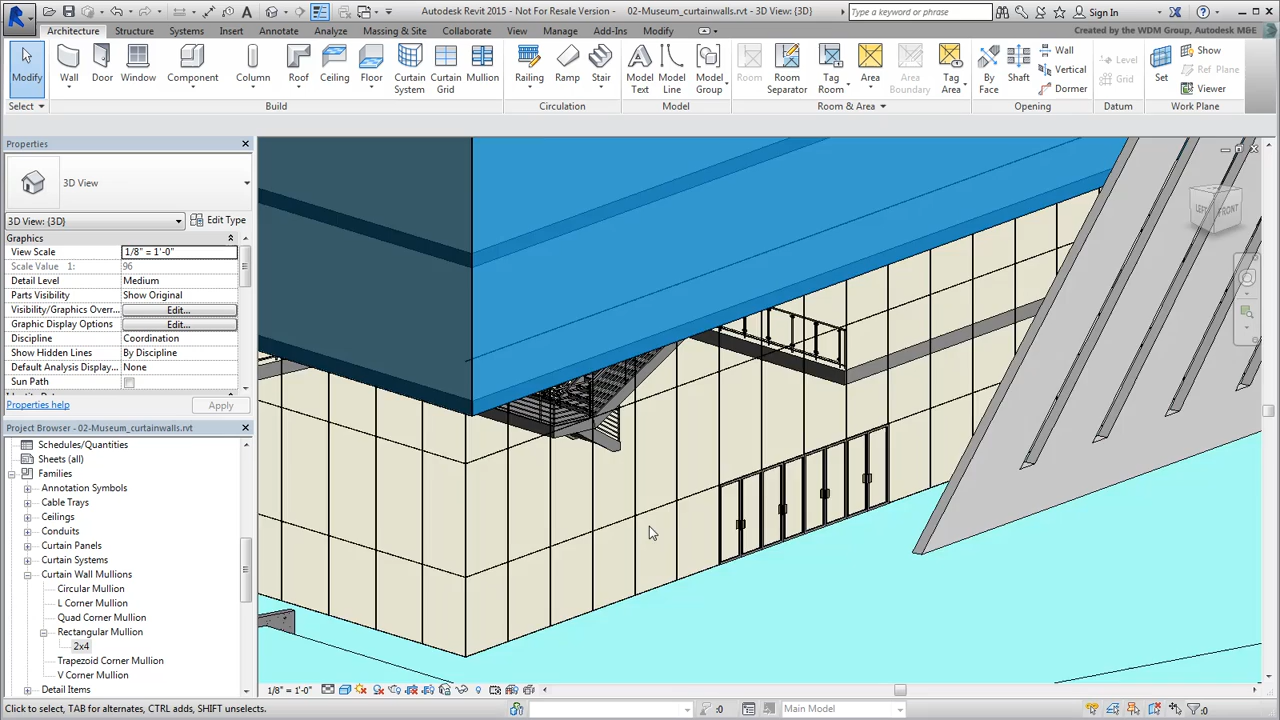 Autodesk Revit 2015 - Not For Resale Version - 02-Museum_curtainwalls.rvt - 3D View: {3D}
Type a keyword or phrase
Sign In
Architecture Structure Systems Insert Annotate Analyze Massing & Site Collaborate View Manage Add-Ins Modify
Created by the WDM Group, Autodesk M&E
Modify Wall Door Window Component Column Roof Ceiling Floor Curtain System Curtain Grid Mullion Railing Ramp Stair Model Text Model Line Model Group Room Room Separator Tag Room Area Area Boundary Tag Area By Face Shaft Wall Vertical Dormer Level Grid Set Show Ref Plane Viewer
Select Build Circulation Model Room & Area Opening Datum Work Plane
Properties
3D View
3D View: {3D} Edit Type
Graphics
View Scale 1/8" = 1'-0"
Scale Value 1: 96
Detail Level Medium
Parts Visibility Show Original
Visibility/Graphics Overr... Edit...
Graphic Display Options Edit...
Discipline Coordination
Show Hidden Lines By Discipline
Default Analysis Display... None
Sun Path
Properties help Apply
Project Browser - 02-Museum_curtainwalls.rvt
Schedules/Quantities
Sheets (all)
Families
Annotation Symbols
Cable Trays
Ceilings
Conduits
Curtain Panels
Curtain Systems
Curtain Wall Mullions
Circular Mullion
L Corner Mullion
Quad Corner Mullion
Rectangular Mullion
2x4
Trapezoid Corner Mullion
V Corner Mullion
Detail Items
LEFT FRONT
1/8" = 1'-0"
Click to select, TAB for alternates, CTRL adds, SHIFT unselects.
:0
Main Model
:0